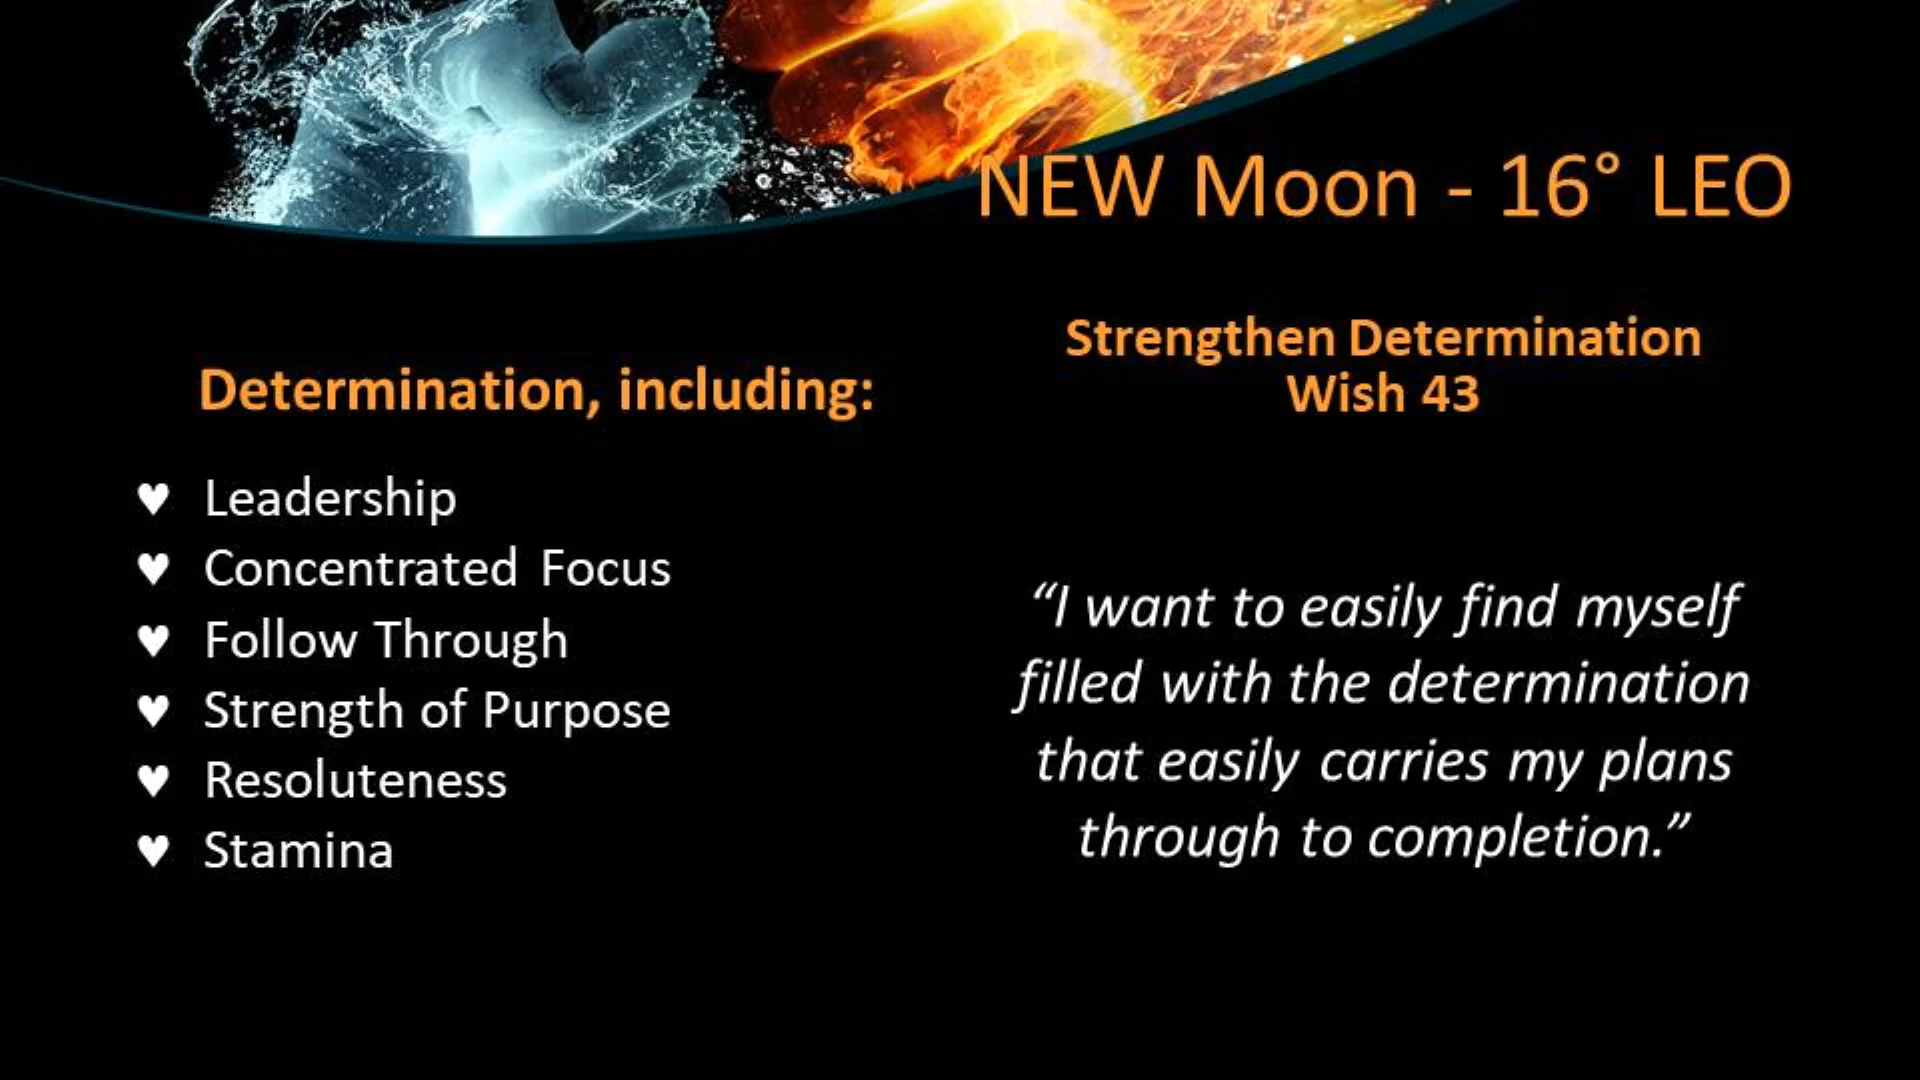 NEW Moon - 16° LEO
Determination, including:
♥ Leadership
♥ Concentrated Focus
♥ Follow Through
♥ Strength of Purpose
♥ Resoluteness
♥ Stamina
Strengthen Determination
Wish 43
“I want to easily find myself
filled with the determination
that easily carries my plans
through to completion.”